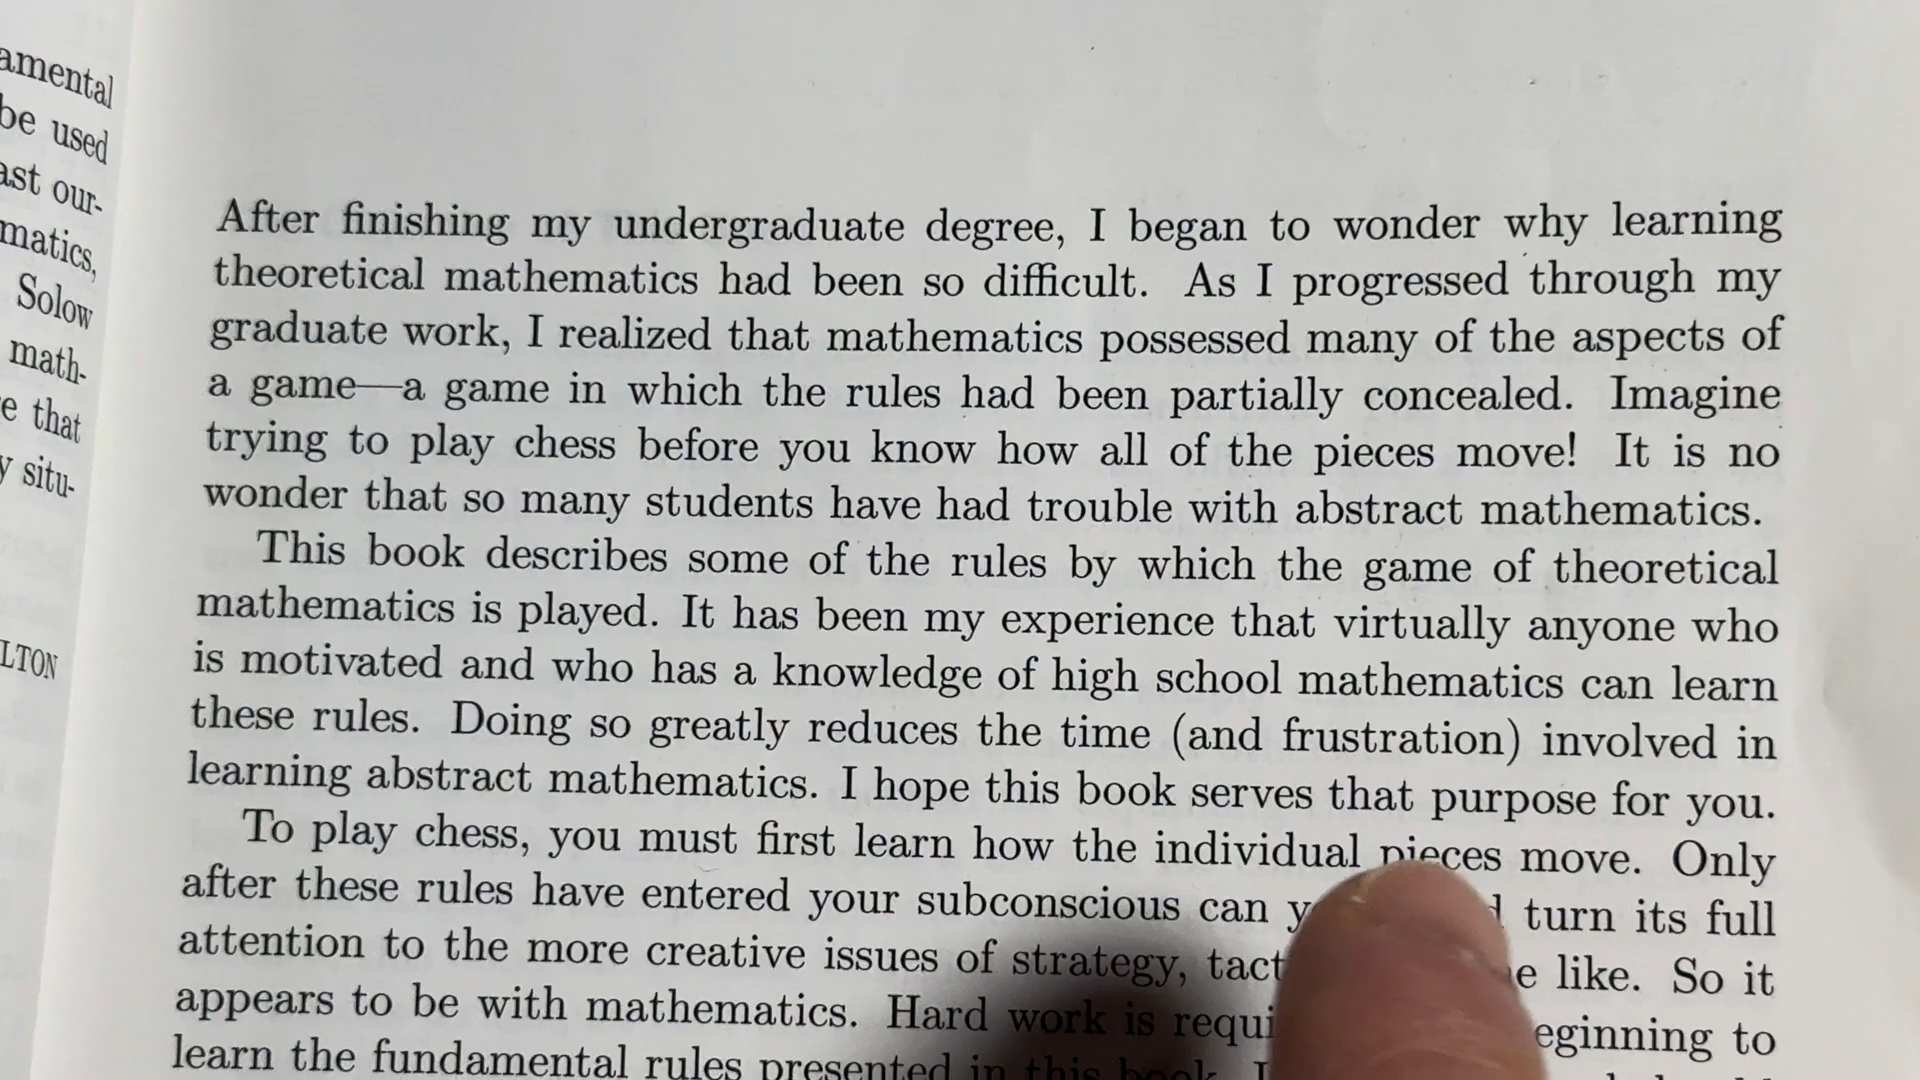 amental
be used
ast our-
matics,
Solow
math-
e that
y situ-
LTON
After finishing my undergraduate degree, I began to wonder why learning
theoretical mathematics had been so difficult. As I progressed through my
graduate work, I realized that mathematics possessed many of the aspects of
a game—a game in which the rules had been partially concealed. Imagine
trying to play chess before you know how all of the pieces move! It is no
wonder that so many students have had trouble with abstract mathematics.
This book describes some of the rules by which the game of theoretical
mathematics is played. It has been my experience that virtually anyone who
is motivated and who has a knowledge of high school mathematics can learn
these rules. Doing so greatly reduces the time (and frustration) involved in
learning abstract mathematics. I hope this book serves that purpose for you.
To play chess, you must first learn how the individual pieces move. Only
after these rules have entered your subconscious can turn its full
attention to the more creative issues of strategy, like. So it
appears to be with mathematics. Hard work is eginning to
learn the fundamental rules presented in this book.